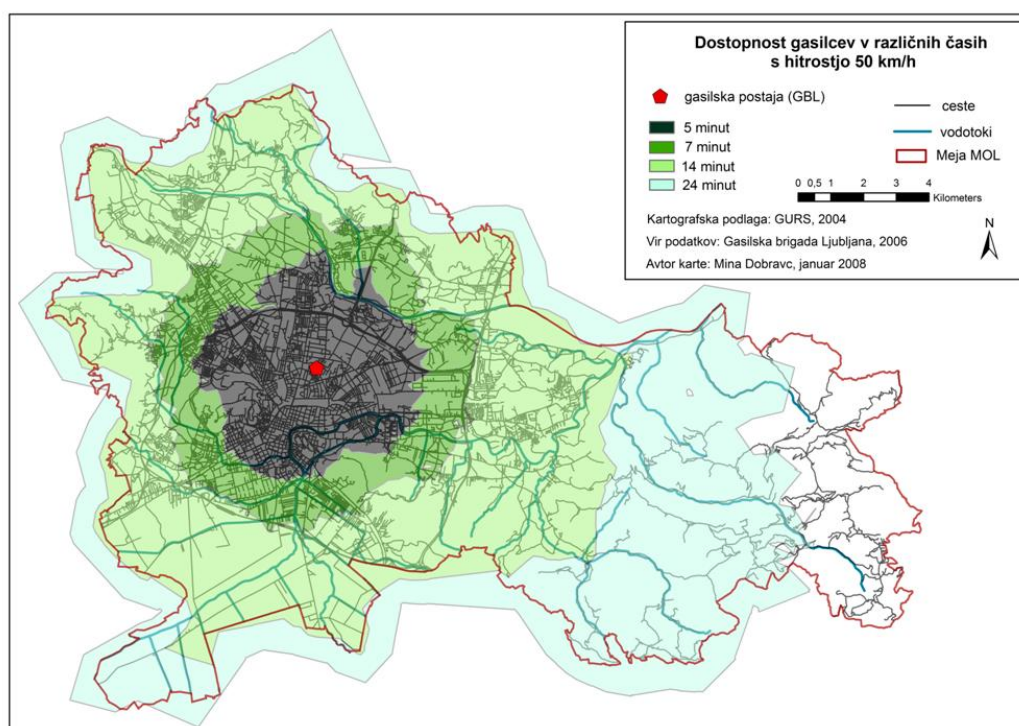 Dostopnost gasilcev v različnih časih
s hitrostjo 50 km/h
gasilska postaja (GBL)
5 minut
7 minut
14 minut
24 minut
ceste
vodotoki
Meja MOL
0 0,5 1 2 3 4
Kilometers
Kartografska podlaga: GURS, 2004
Vir podatkov: Gasilska brigada Ljubljana, 2006
Avtor karte: Mina Dobravc, januar 2008
N